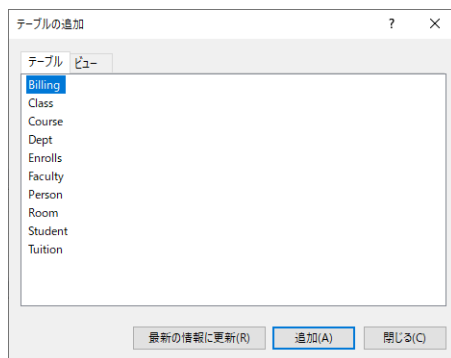 テーブルの追加
テーブル ビュー
Billing
Class
Course
Dept
Enrolls
Faculty
Person
Room
Student
Tuition
最新の情報に更新(R) 追加(A) 閉じる(C)